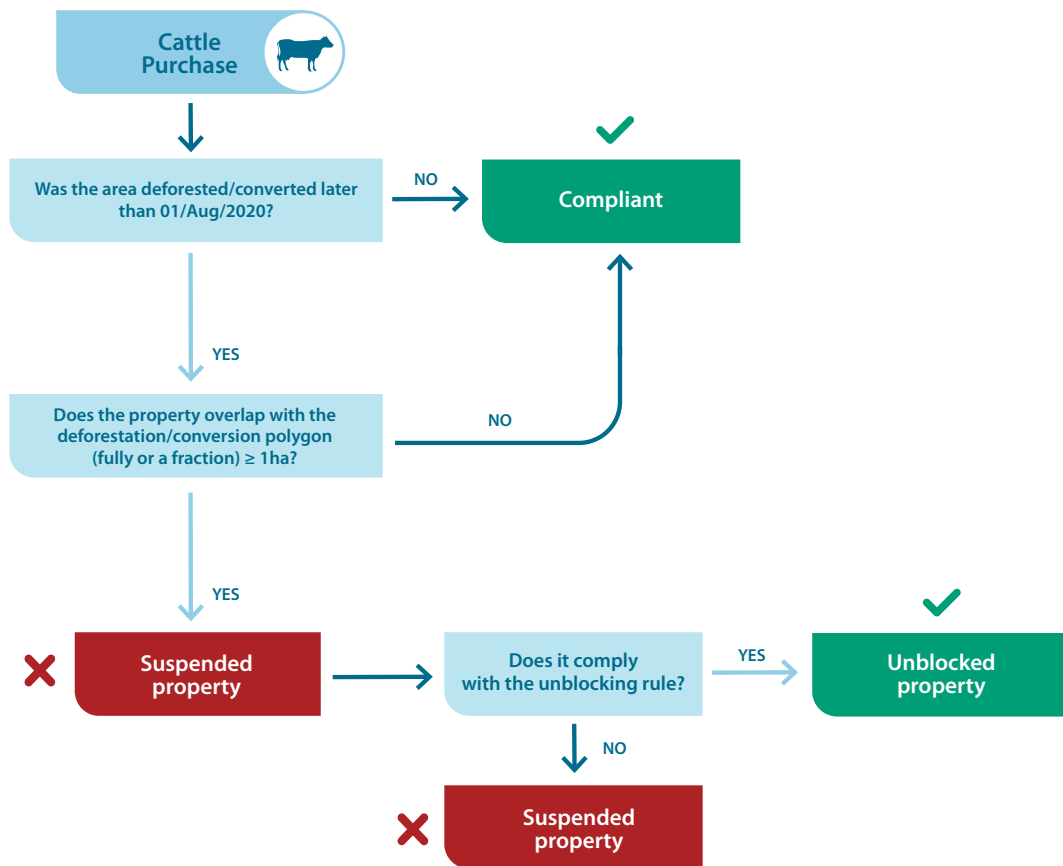 Cattle
Purchase
Was the area deforested/converted later
than 01/Aug/2020?
NO
Compliant
YES
Does the property overlap with the
deforestation/conversion polygon
(fully or a fraction) ≥ 1ha?
NO
YES
Suspended
property
Does it comply
with the unblocking rule?
YES
Unblocked
property
NO
Suspended
property